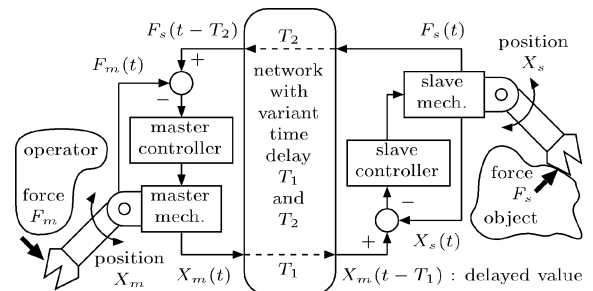 F_s(t − T_2)
T_2
F_s(t)
position
X_s
F_m(t)
+
−
network
with
variant
time
delay
T_1
and
T_2
slave
mech.
master
controller
slave
controller
operator
force
F_m
master
mech.
−
force
F_s
object
+
X_s(t)
position
X_m
X_m(t)
T_1
X_m(t − T_1) : delayed value